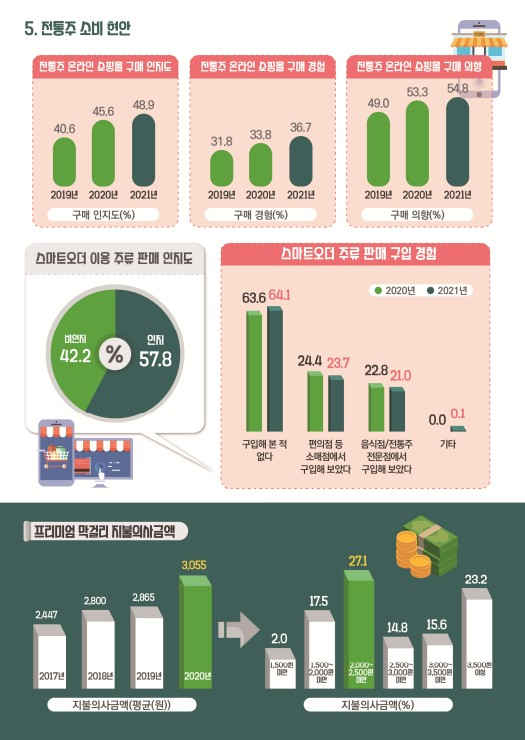 5. 전통주 소비 현안
전통주 온라인 쇼핑몰 구매 인지도
40.6
45.6
48.9
2019년
2020년
2021년
구매 인지도(%)
전통주 온라인 쇼핑몰 구매 경험
31.8
33.8
36.7
2019년
2020년
2021년
구매 경험(%)
전통주 온라인 쇼핑몰 구매 의향
49.0
53.3
54.8
2019년
2020년
2021년
구매 의향(%)
스마트오더 이용 주류 판매 인지도
비인지
42.2
%
인지
57.8
스마트오더 주류 판매 구입 경험
2020년
2021년
63.6
64.1
24.4
23.7
22.8
21.0
0.0
0.1
구입해 본 적
없다
편의점 등
소매점에서
구입해 보았다
음식점/전통주
전문점에서
구입해 보았다
기타
프리미엄 막걸리 지불의사금액
2,447
2,800
2,865
3,055
2017년
2018년
2019년
2020년
지불의사금액(평균(원))
2.0
17.5
27.1
14.8
15.6
23.2
1,500원
미만
1,500~
2,000원
미만
2,000~
2,500원
미만
2,500~
3,000원
미만
3,000~
3,500원
미만
3,500원
이상
지불의사금액(%)